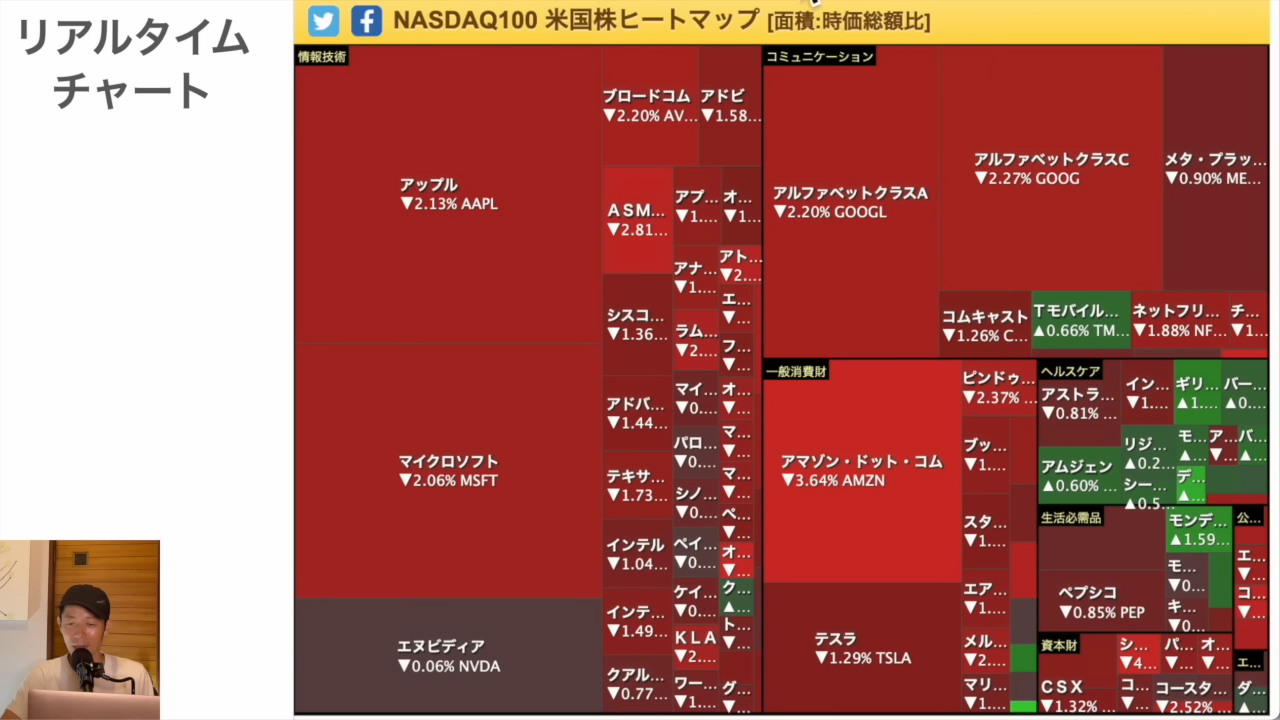 リアルタイム
チャート
NASDAQ100 米国株ヒートマップ [面積:時価総額比]
情報技術
アップル
▼2.13% AAPL
マイクロソフト
▼2.06% MSFT
エヌビディア
▼0.06% NVDA
ブロードコム
▼2.20% AV...
アドビ
▼1.58...
ASM...
▼2.81...
アプ...
▼1....
オ...
▼1...
シスコ...
▼1.36...
アナ...
▼1....
アト...
▼2....
エ...
▼...
ラム...
▼2....
フ...
▼...
アドバ...
▼1.44...
マイ...
▼0....
オ...
▼...
パロ...
▼0....
マ...
▼...
テキサ...
▼1.73...
シノ...
▼0....
マ...
▼...
ペ...
▼...
インテル
▼1.04...
ペイ...
▼0....
オ...
▼...
インテ...
▼1.49...
ケイ...
▼0....
ク...
▲...
KLA
▼2....
ト...
▼...
クアル...
▼0.77...
ワー...
▼1....
グ...
▼...
コミュニケーション
アルファベットクラスA
▼2.20% GOOGL
アルファベットクラスC
▼2.27% GOOG
メタ・プラッ...
▼0.90% ME...
コムキャスト
▼1.26% C...
Tモバイル...
▲0.66% TM...
ネットフリ...
▼1.88% NF...
チ...
▼1...
一般消費財
アマゾン・ドット・コム
▼3.64% AMZN
テスラ
▼1.29% TSLA
ピンドゥ...
▼2.37% ...
ブッ...
▼1....
スタ...
▼1....
エア...
▼1....
メル...
▼2....
マリ...
▼1....
ヘルスケア
アストラ...
▼0.81% ...
イン...
▼1....
ギリ...
▲1....
バー...
▲0....
アムジェン
▲0.60% ...
リジ...
▲0.2...
モ...
▲...
ア...
▼...
バ...
▲...
シー...
▲0.5...
デ...
▲...
生活必需品
ペプシコ
▼0.85% PEP
モンデ...
▲1.59...
モ...
▼0...
キ...
▼0...
公...
エ...
▼...
コ...
▼...
資本財
CSX
▼1.32% ...
シ...
▼4...
パ...
▼...
オ...
▼...
コ...
▼...
コースタ...
▼2.52% ...
エ...
ダ...
▲...